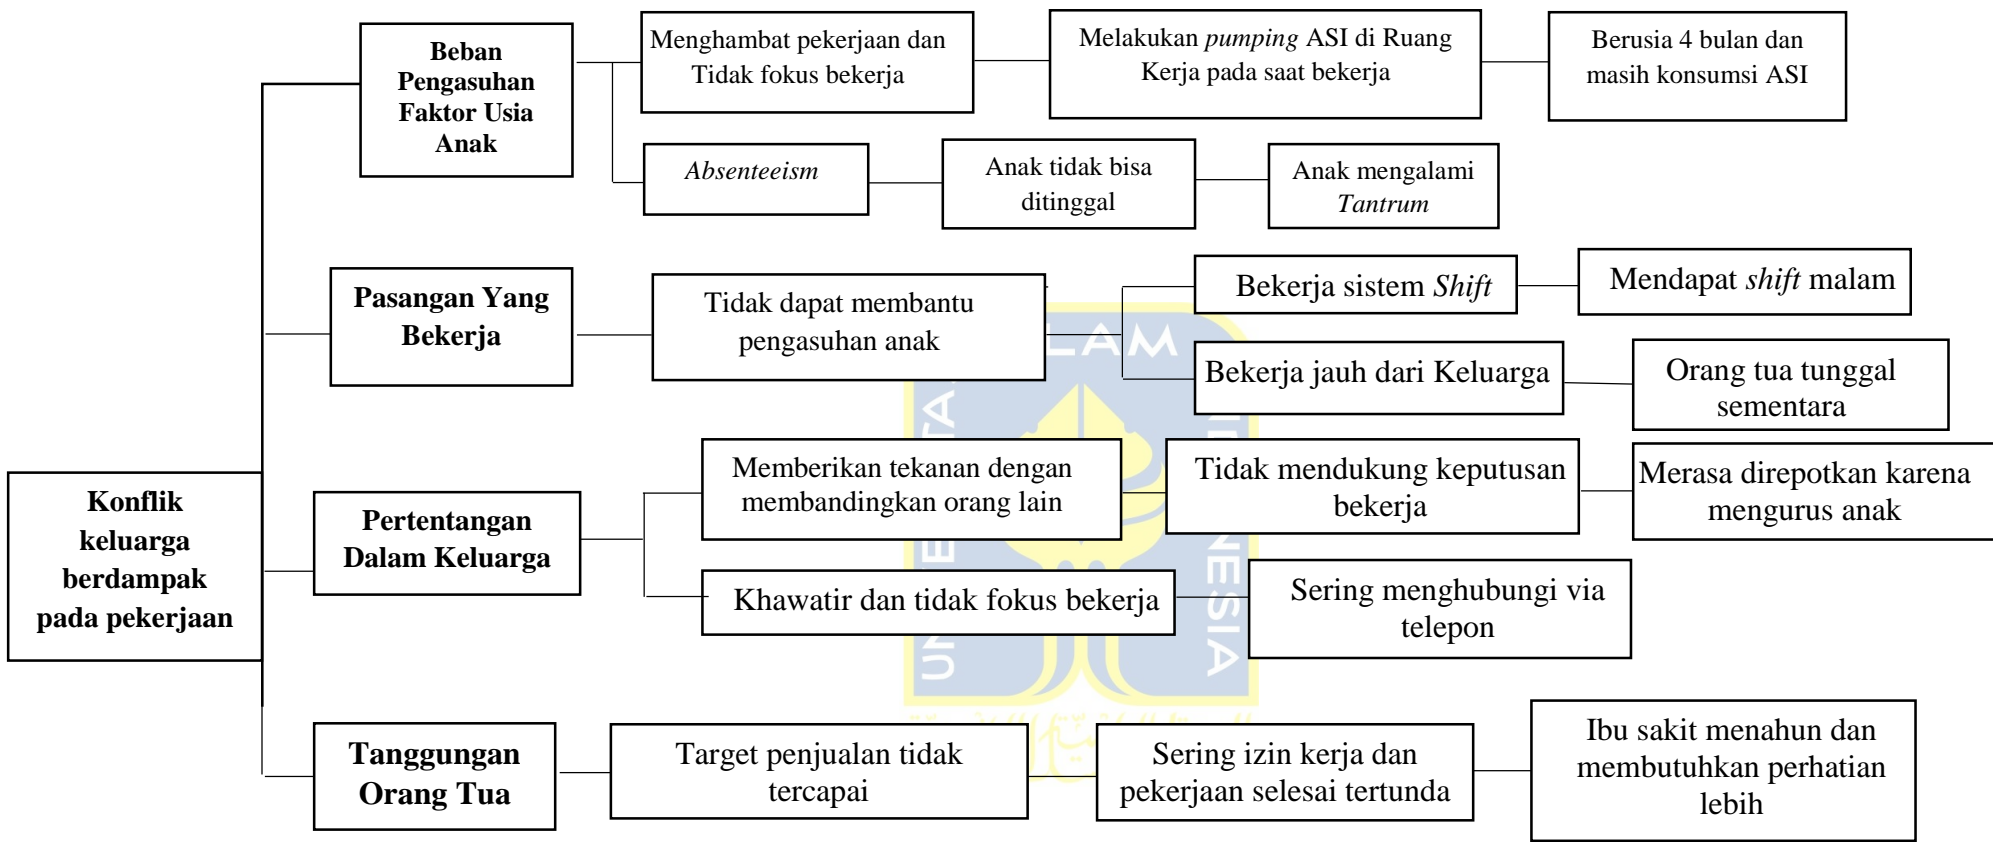 Beban
Pengasuhan
Faktor Usia
Anak
Menghambat pekerjaan dan
Tidak fokus bekerja
Melakukan pumping ASI di Ruang
Kerja pada saat bekerja
Berusia 4 bulan dan
masih konsumsi ASI
Absenteeism
Anak tidak bisa
ditinggal
Anak mengalami
Tantrum
Pasangan Yang
Bekerja
Tidak dapat membantu
pengasuhan anak
Bekerja sistem Shift
Mendapat shift malam
Bekerja jauh dari Keluarga
Orang tua tunggal
sementara
Konflik
keluarga
berdampak
pada pekerjaan
Pertentangan
Dalam Keluarga
Memberikan tekanan dengan
membandingkan orang lain
Tidak mendukung keputusan
bekerja
Merasa direpotkan karena
mengurus anak
Khawatir dan tidak fokus bekerja
Sering menghubungi via
telepon
Tanggungan
Orang Tua
Target penjualan tidak
tercapai
Sering izin kerja dan
pekerjaan selesai tertunda
Ibu sakit menahun dan
membutuhkan perhatian
lebih